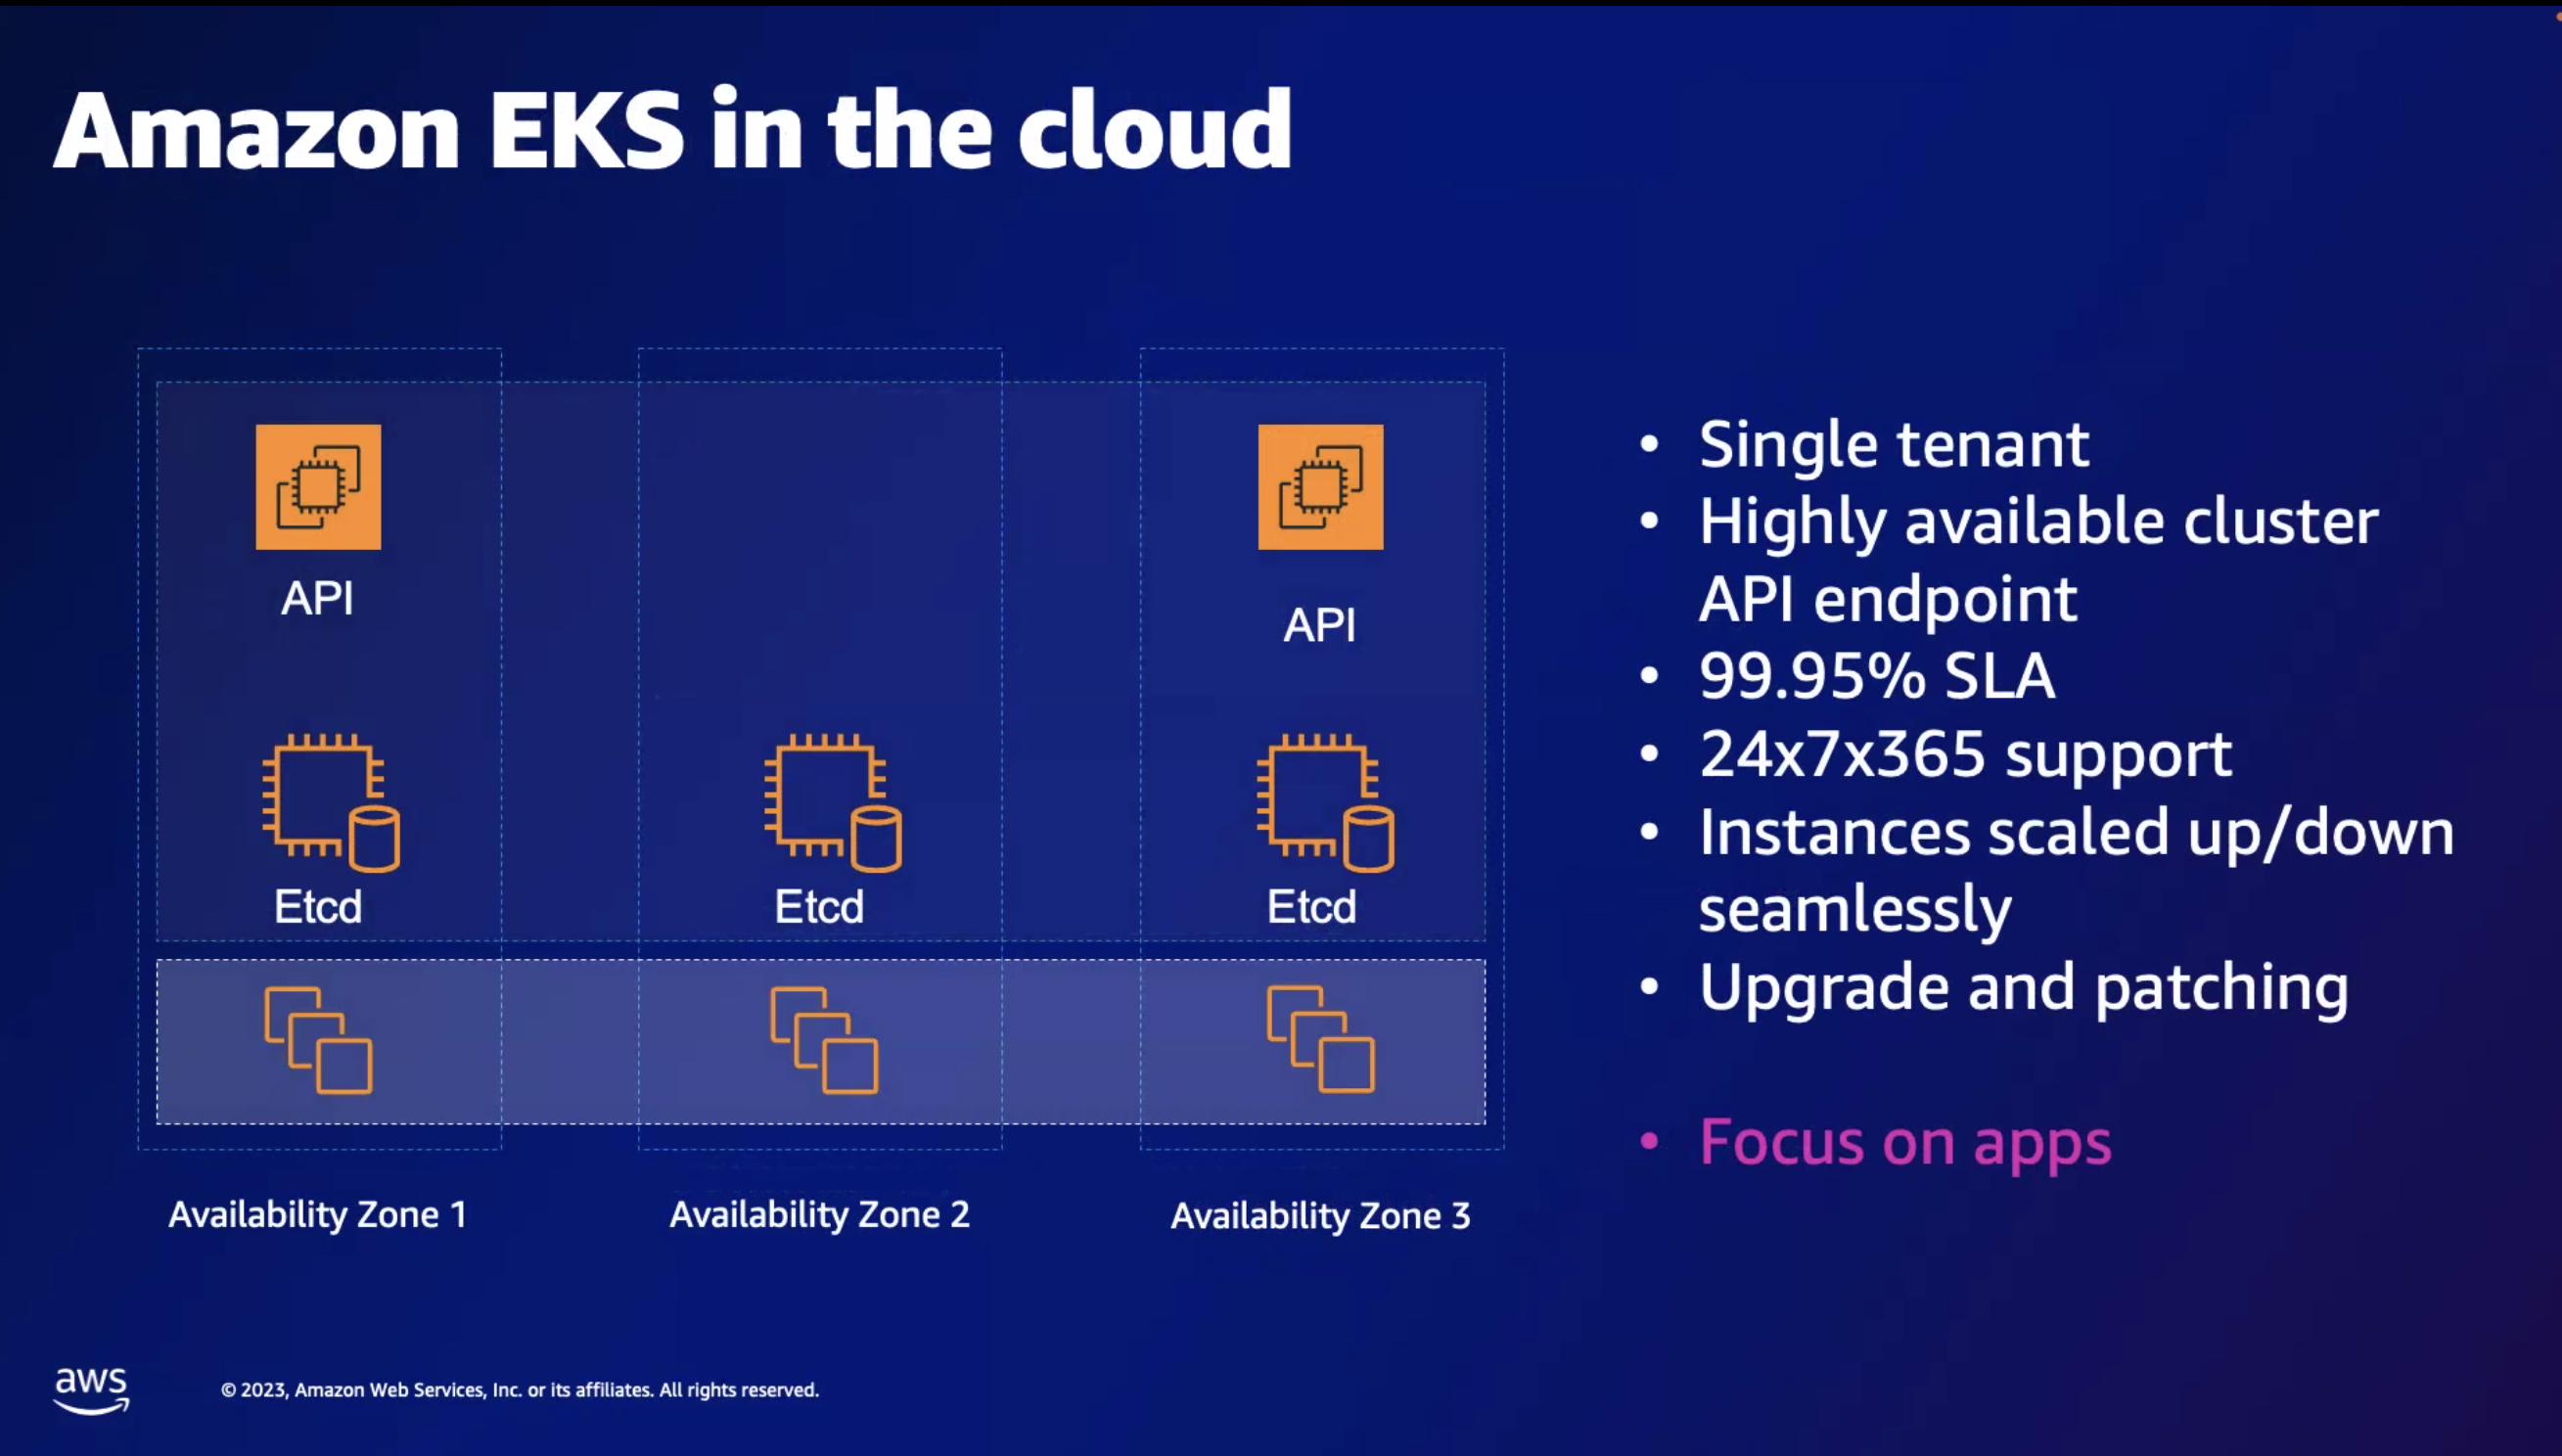 Amazon EKS in the cloud
API
API
Etcd
Etcd
Etcd
Availability Zone 1
Availability Zone 2
Availability Zone 3
• Single tenant
• Highly available cluster
API endpoint
• 99.95% SLA
• 24x7x365 support
• Instances scaled up/down
seamlessly
• Upgrade and patching
• Focus on apps
aws
© 2023, Amazon Web Services, Inc. or its affiliates. All rights reserved.